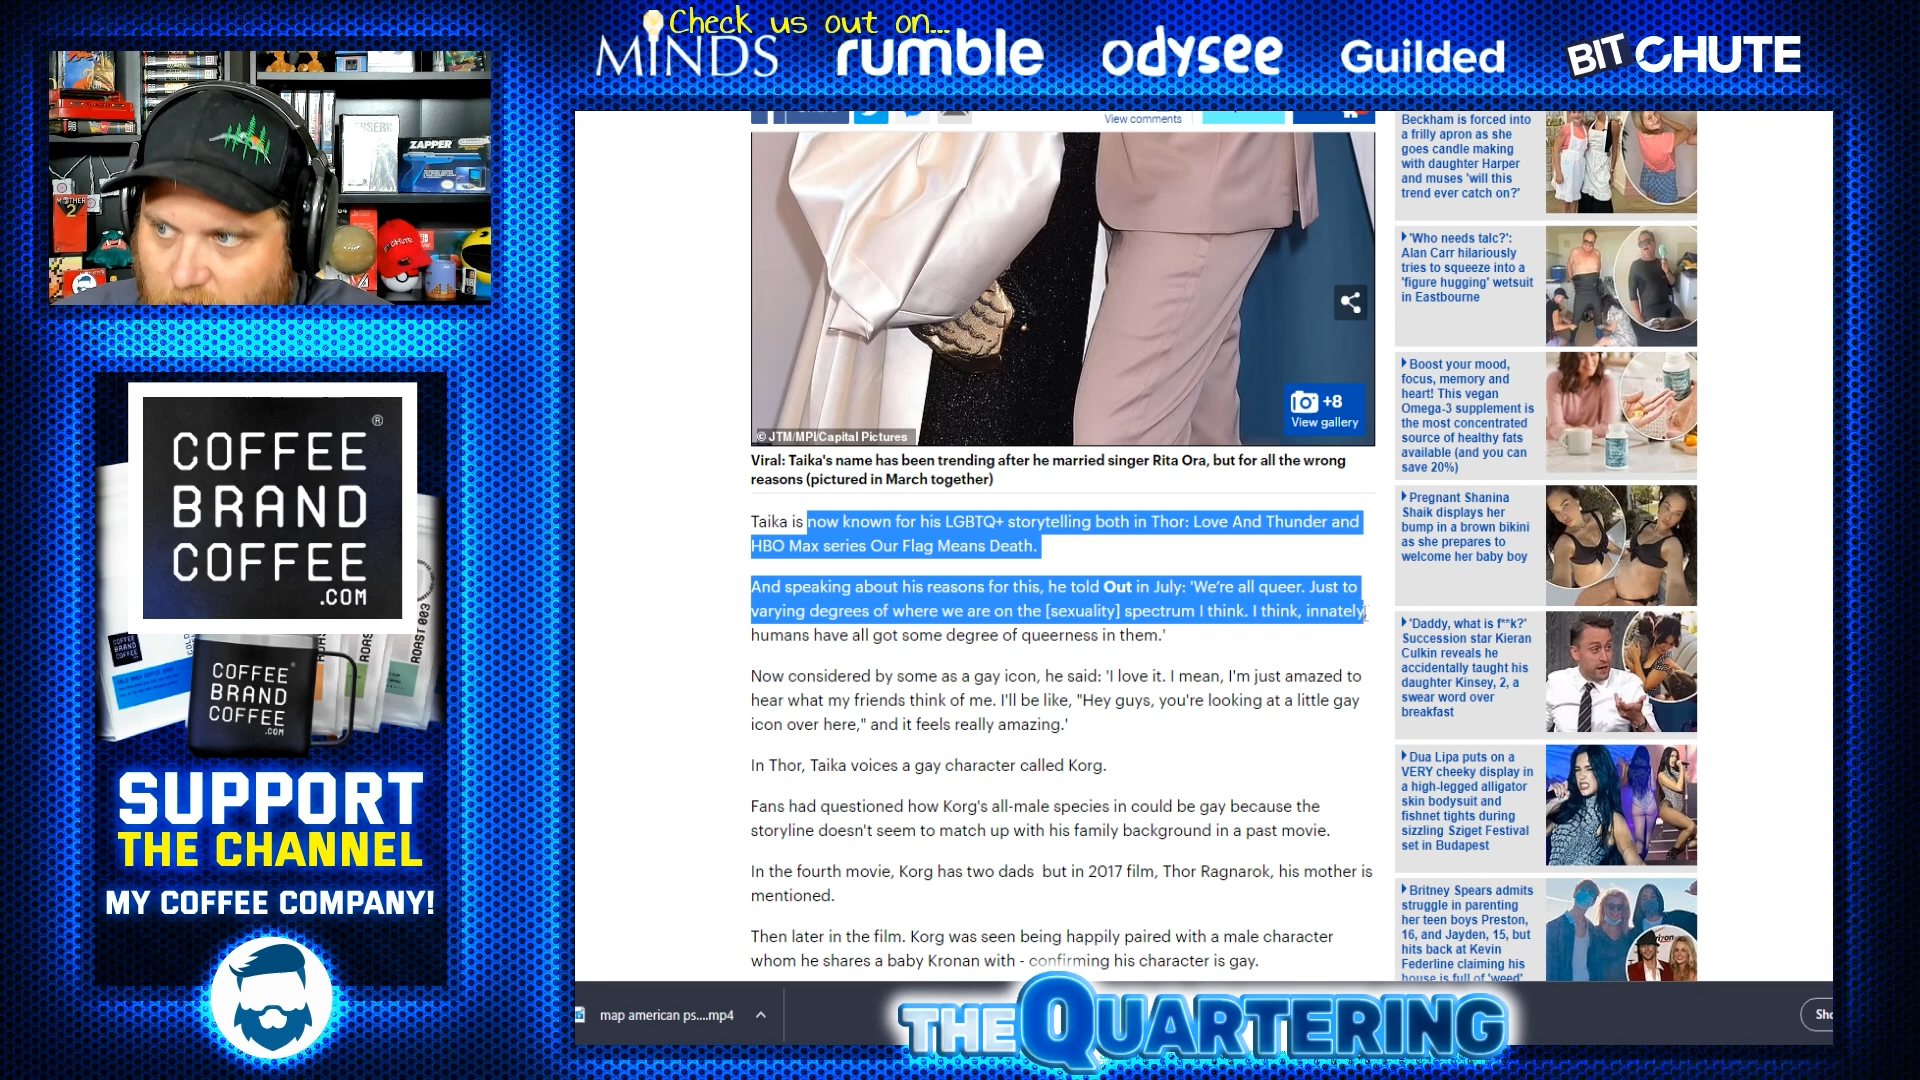 Check us out on...
MINDS
rumble
odysee
Guilded
BIT CHUTE
BERSERK
ZAPPER
MOTHER
2
COFFEE
BRAND
COFFEE
.COM
®
ROAST 003
COFFEE
BRAND
COFFEE
.COM
SUPPORT
THE CHANNEL
MY COFFEE COMPANY!
View comments
+8
View gallery
© JTM/MPI/Capital Pictures
Viral: Taika's name has been trending after he married singer Rita Ora, but for all the wrong
reasons (pictured in March together)
Taika is now known for his LGBTQ+ storytelling both in Thor: Love And Thunder and
HBO Max series Our Flag Means Death.
And speaking about his reasons for this, he told Out in July: 'We're all queer. Just to
varying degrees of where we are on the [sexuality] spectrum I think. I think, innately
humans have all got some degree of queerness in them.'
Now considered by some as a gay icon, he said: 'I love it. I mean, I'm just amazed to
hear what my friends think of me. I'll be like, "Hey guys, you're looking at a little gay
icon over here," and it feels really amazing.'
In Thor, Taika voices a gay character called Korg.
Fans had questioned how Korg's all-male species in could be gay because the
storyline doesn't seem to match up with his family background in a past movie.
In the fourth movie, Korg has two dads but in 2017 film, Thor Ragnarok, his mother is
mentioned.
Then later in the film. Korg was seen being happily paired with a male character
whom he shares a baby Kronan with - confirming his character is gay.
Beckham is forced into
a frilly apron as she
goes candle making
with daughter Harper
and muses 'will this
trend ever catch on?'
'Who needs talc?':
Alan Carr hilariously
tries to squeeze into a
'figure hugging' wetsuit
in Eastbourne
Boost your mood,
focus, memory and
heart! This vegan
Omega-3 supplement is
the most concentrated
source of healthy fats
available (and you can
save 20%)
Pregnant Shanina
Shaik displays her
bump in a brown bikini
as she prepares to
welcome her baby boy
'Daddy, what is f**k?'
Succession star Kieran
Culkin reveals he
accidentally taught his
daughter Kinsey, 2, a
swear word over
breakfast
Dua Lipa puts on a
VERY cheeky display in
a high-legged alligator
skin bodysuit and
fishnet tights during
sizzling Sziget Festival
set in Budapest
Britney Spears admits
struggle in parenting
her teen boys Preston,
16, and Jayden, 15, but
hits back at Kevin
Federline claiming his
house is full of 'weed'
map american ps....mp4
THE QUARTERING